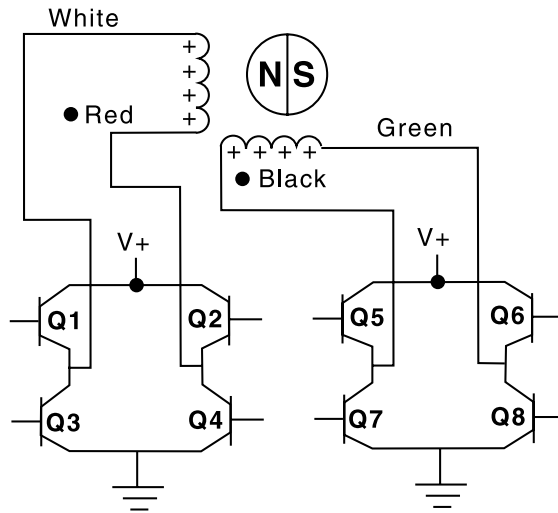 White
+
+
+
+
N S
Red
Green
+ + + +
Black
V+
V+
Q1
Q2
Q5
Q6
Q3
Q4
Q7
Q8